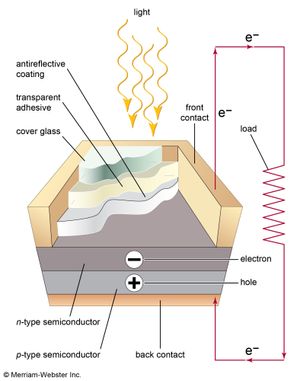 light
e⁻
antireflective
coating
e⁻
transparent
adhesive
front
contact
load
cover glass
−
electron
+
hole
n-type semiconductor
p-type semiconductor
back contact
e⁻
© Merriam-Webster Inc.